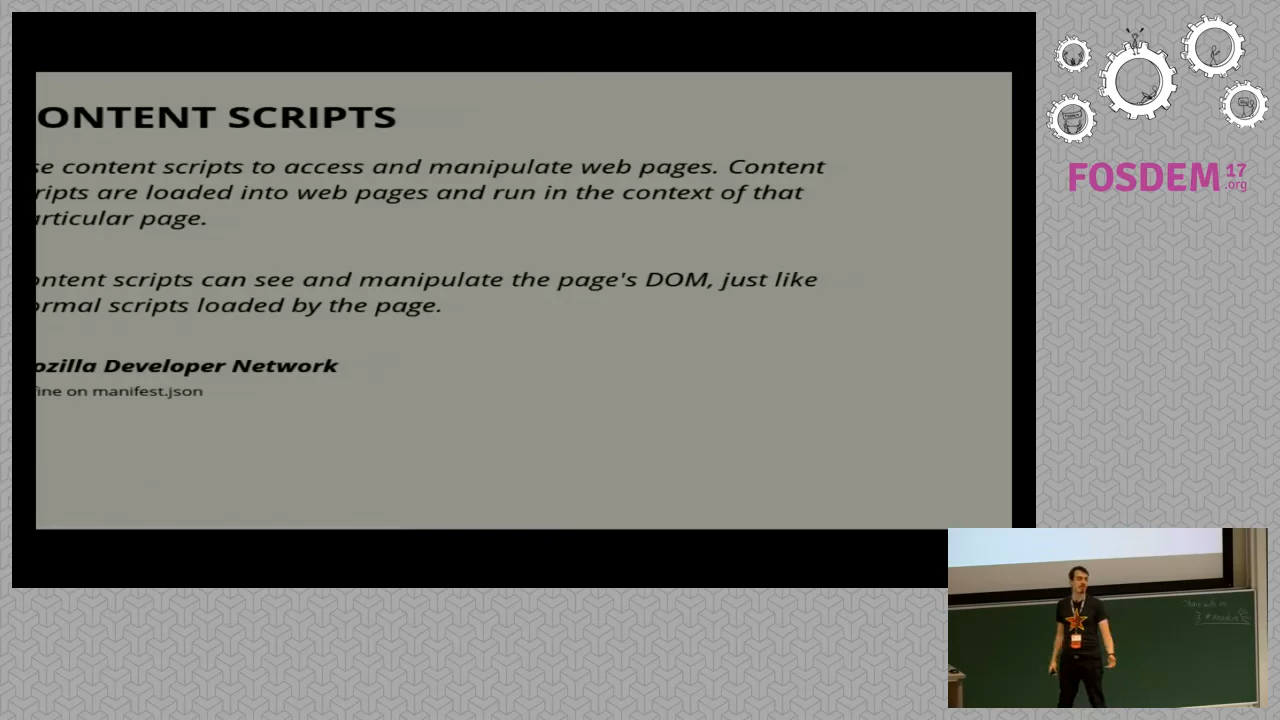 ONTENT SCRIPTS
se content scripts to access and manipulate web pages. Content
ripts are loaded into web pages and run in the context of that
articular page.
ontent scripts can see and manipulate the page's DOM, just like
ormal scripts loaded by the page.
ozilla Developer Network
fine on manifest.json
FOSDEM 17
.org